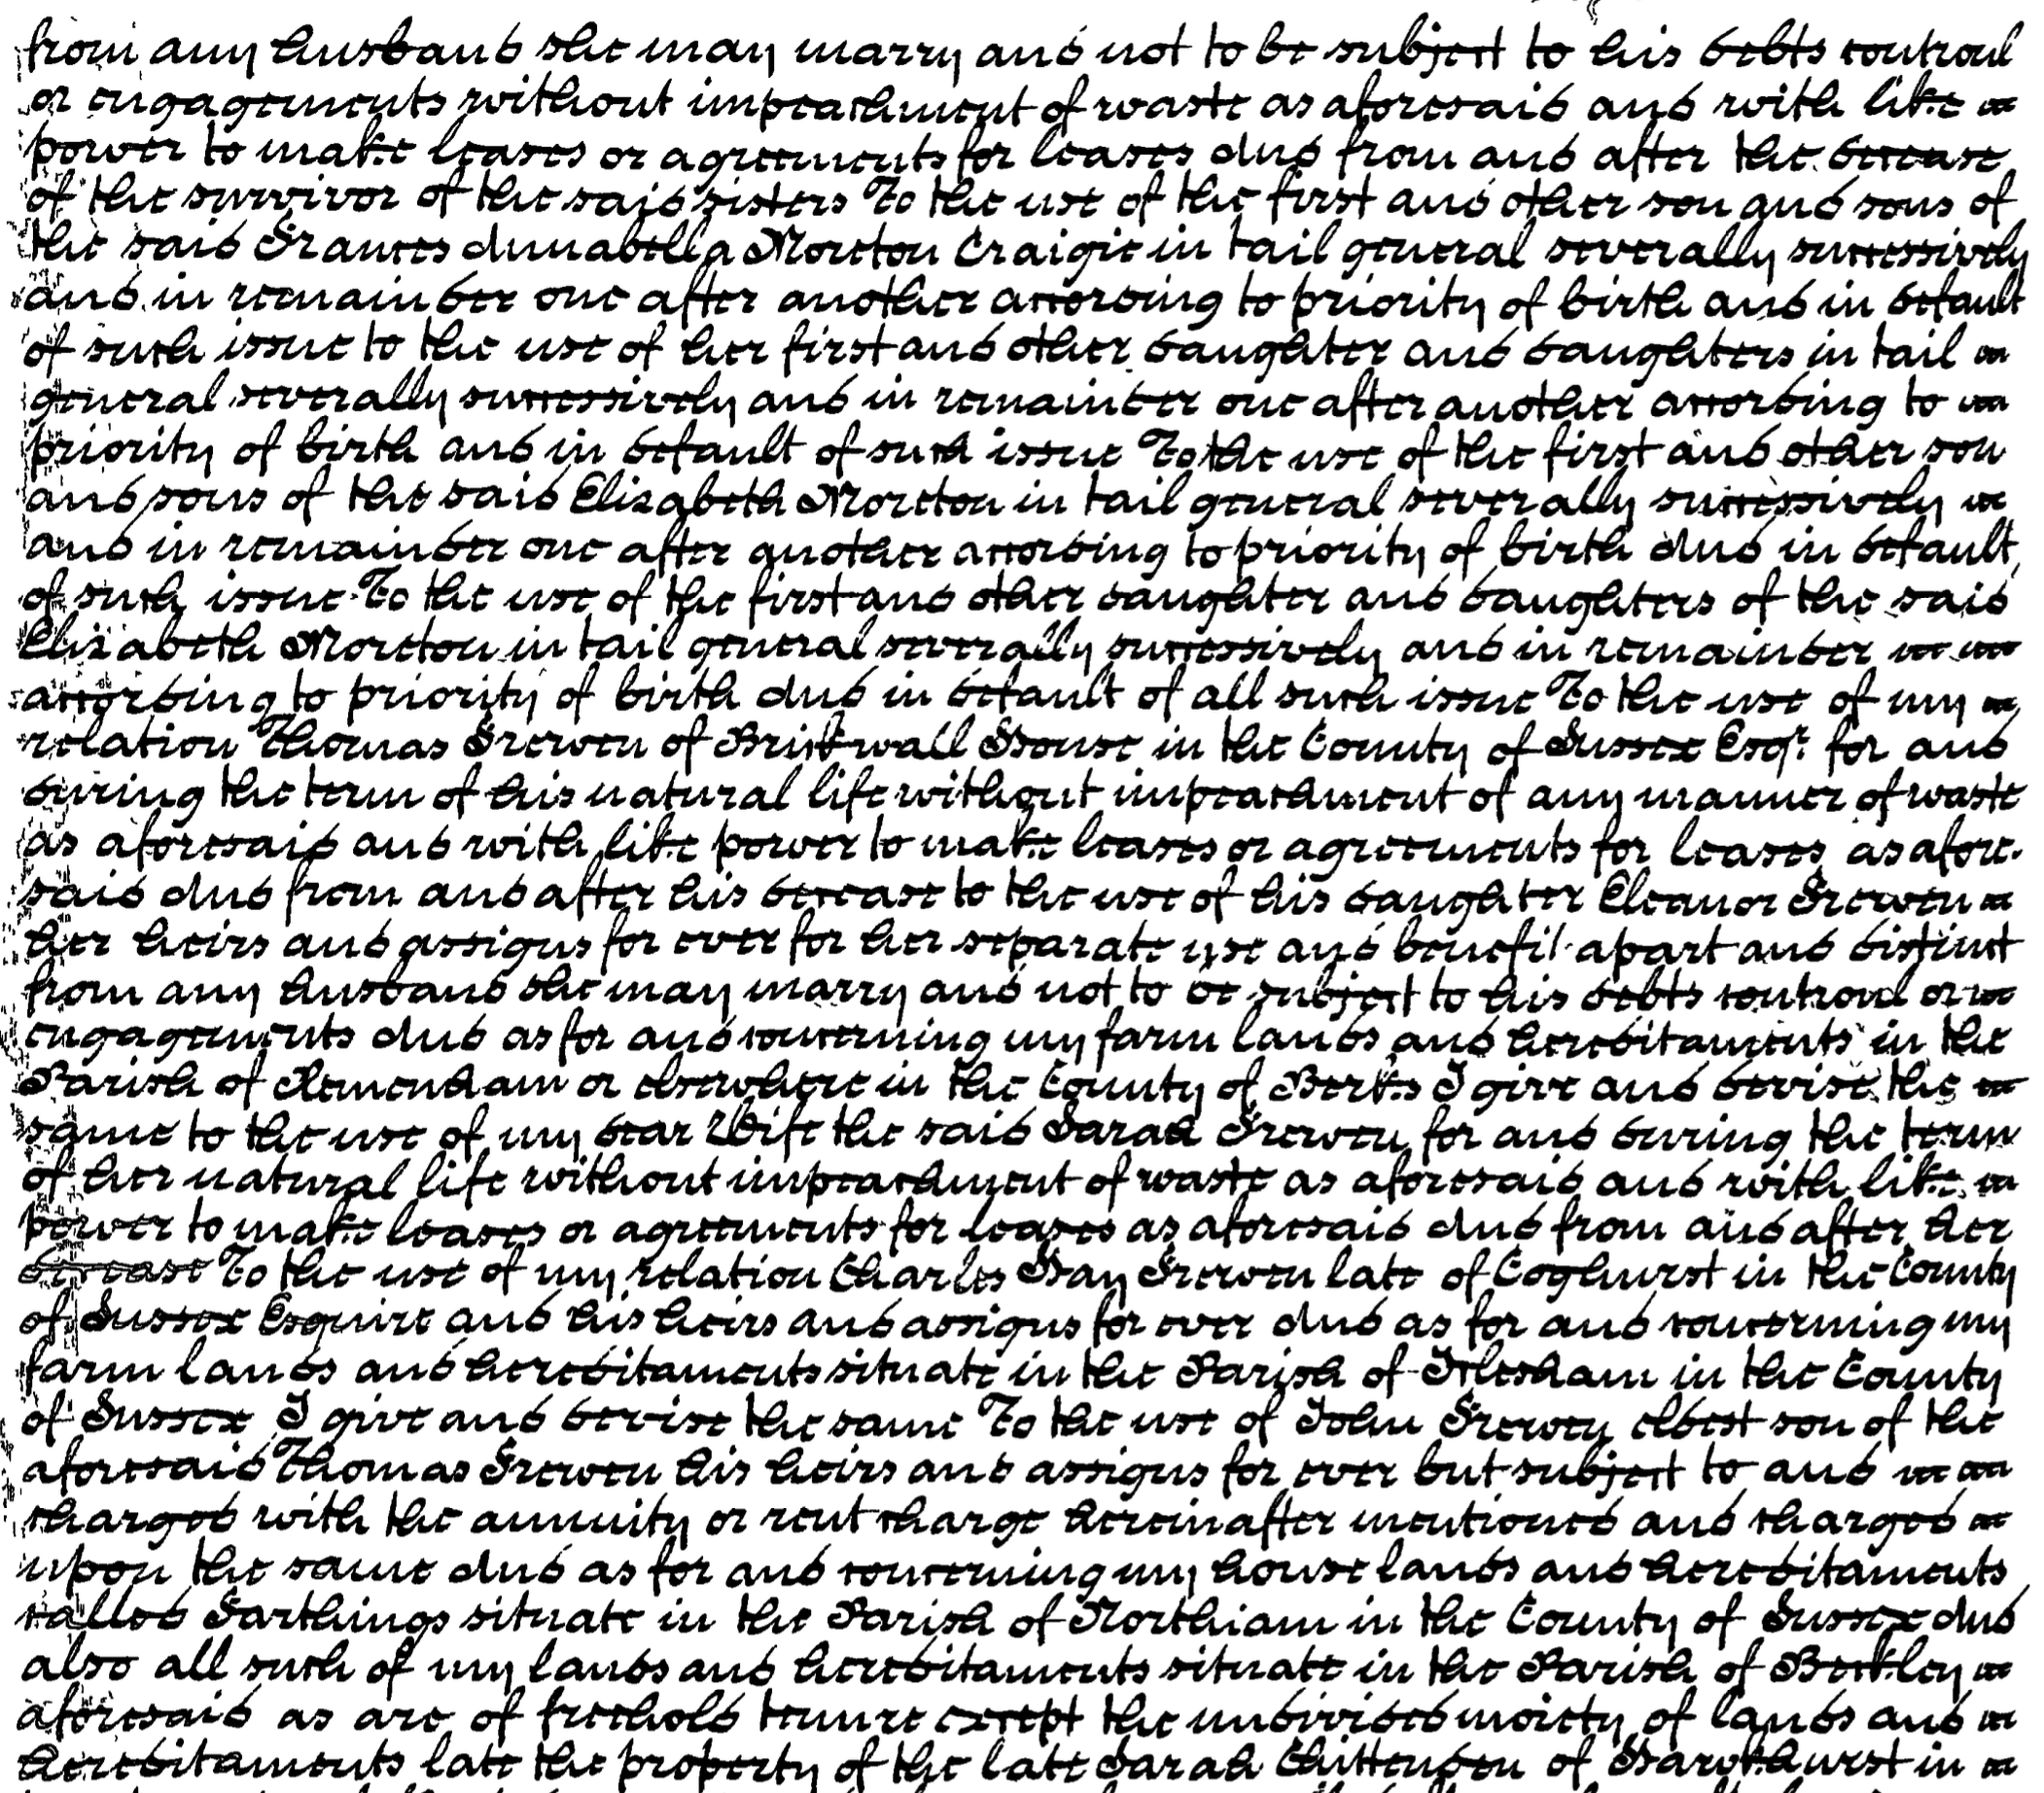 from any husband she may marry and not to be subject to his debts controul
or engagements without impeachment of waste as aforesaid and with like
power to make leases or agreements for leases And from and after the decease
of the survivor of the said sisters To the use of the first and other son and sons of
the said Frances Annabella Moreton Craigie in tail general severally successively
and in remainder one after another according to priority of birth and in default
of such issue to the use of her first and other daughter and daughters in tail
general severally successively and in remainder one after another according to
priority of birth and in default of such issue To the use of the first and other son
and sons of the said Elizabeth Moreton in tail general severally successively
and in remainder one after another according to priority of birth And in default
of such issue To the use of the first and other daughter and daughters of the said
Elizabeth Moreton in tail general severally successively and in remainder
according to priority of birth And in default of all such issue To the use of my
relation Thomas Frewen of Brickwall House in the County of Sussex Esqr. for and
during the term of his natural life without impeachment of any manner of waste
as aforesaid and with like power to make leases or agreements for leases as afore-
said And from and after his decease to the use of his daughter Eleanor Frewen
her heirs and assigns for ever for her separate use and benefit apart and distinct
from any husband she may marry and not to be subject to his debts controul or
engagements And as for and concerning my farm lands and hereditaments in the
Parish of Remenham or elsewhere in the County of Berks I give and devise the
same to the use of my dear Wife the said Sarah Frewen for and during the term
of her natural life without impeachment of waste as aforesaid and with like
power to make leases or agreements for leases as aforesaid And from and after her
decease To the use of my relation Charles Hay Frewen late of Coghurst in the County
of Sussex Esquire and his heirs and assigns for ever And as for and concerning my
farm lands and hereditaments situate in the Parish of Icklesham in the County
of Sussex I give and devise the same To the use of John Frewen eldest son of the
aforesaid Thomas Frewen his heirs and assigns for ever but subject to and
charged with the annuity or rent charge hereinafter mentioned and charged
upon the same And as for and concerning my house lands and hereditaments
called Farthings situate in the Parish of Northiam in the County of Sussex And
also all such of my lands and hereditaments situate in the Parish of Beckley
aforesaid as are of freehold tenure except the undivided moiety of lands and
hereditaments late the property of the late Sarah Chittenden of Hawkhurst in